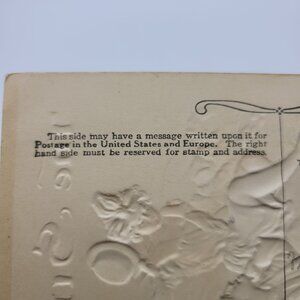 This side may have a message written upon it for
Postage in the United States and Europe. The right
hand side must be reserved for stamp and address.